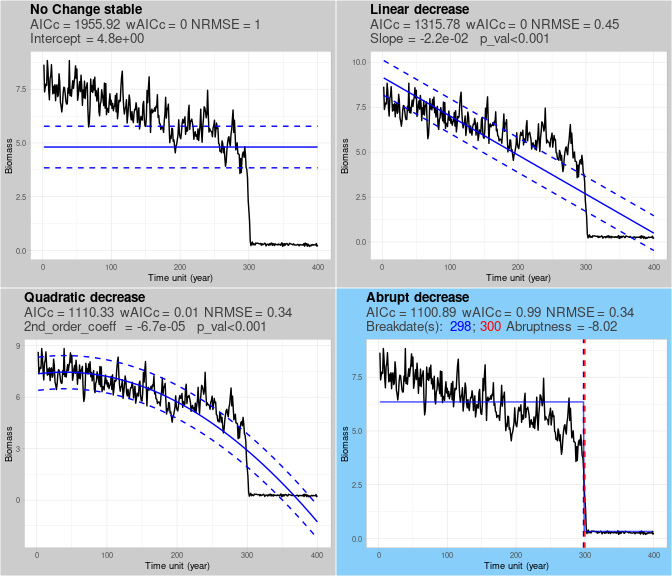 No Change stable
AICc = 1955.92 wAICc = 0 NRMSE = 1
Intercept = 4.8e+00
7.5
5.0
2.5
0.0
Biomass
0 100 200 300 400
Time unit (year)
Linear decrease
AICc = 1315.78 wAICc = 0 NRMSE = 0.45
Slope = -2.2e-02 p_val<0.001
10.0
7.5
5.0
2.5
0.0
Biomass
0 100 200 300 400
Time unit (year)
Quadratic decrease
AICc = 1110.33 wAICc = 0.01 NRMSE = 0.34
2nd_order_coeff = -6.7e-05 p_val<0.001
9
6
3
0
Biomass
0 100 200 300 400
Time unit (year)
Abrupt decrease
AICc = 1100.89 wAICc = 0.99 NRMSE = 0.34
Breakdate(s): 298; 300 Abruptness = -8.02
7.5
5.0
2.5
0.0
Biomass
0 100 200 300 400
Time unit (year)